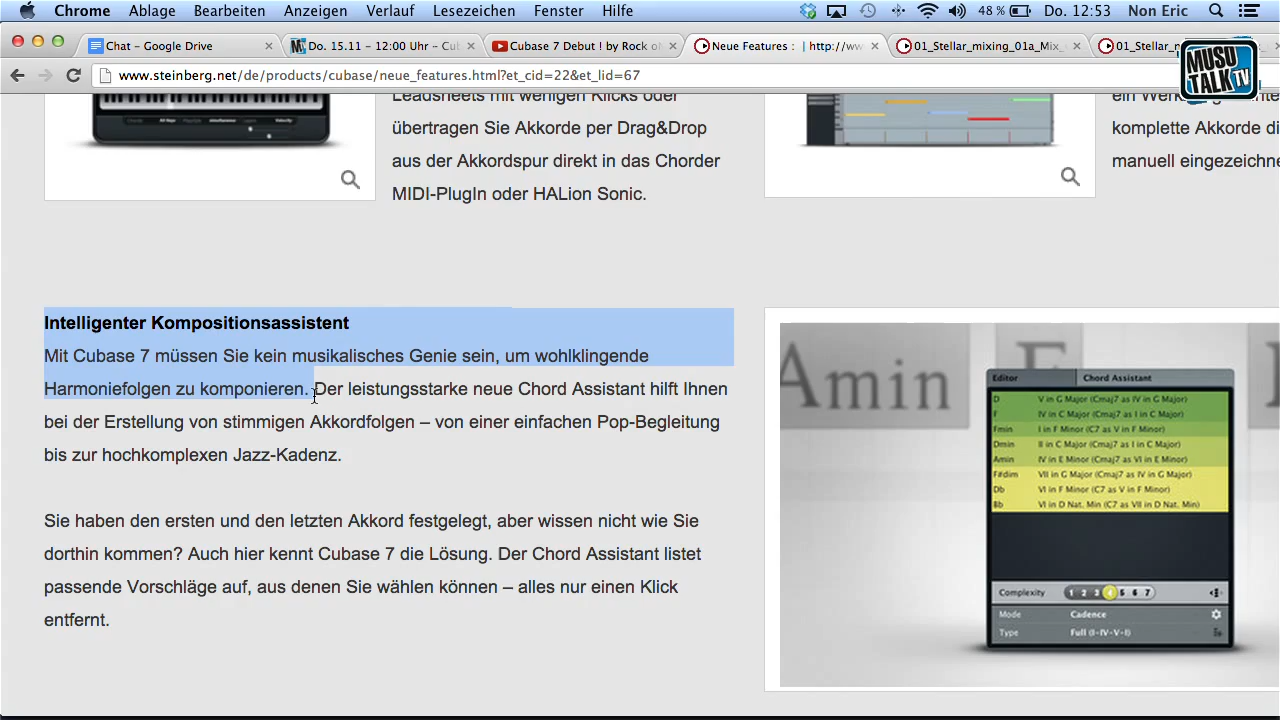 Chrome Ablage Bearbeiten Anzeigen Verlauf Lesezeichen Fenster Hilfe 48 % Do. 12:53 Non Eric
Chat – Google Drive × Do. 15.11 - 12:00 Uhr – Cu × Cubase 7 Debut ! by Rock of × Neue Features : | http://ww × 01_Stellar_mixing_01a_Mix_ × 01_Stellar_m
MUSOTALK TV
www.steinberg.net/de/products/cubase/neue_features.html?et_cid=22&et_lid=67
Leadsheets mit wenigen Klicks oder
übertragen Sie Akkorde per Drag&Drop
aus der Akkordspur direkt in das Chorder
MIDI-PlugIn oder HALion Sonic.
komplette Akkorde di
manuell eingezeichne
Intelligenter Kompositionsassistent
Mit Cubase 7 müssen Sie kein musikalisches Genie sein, um wohlklingende
Harmoniefolgen zu komponieren. Der leistungsstarke neue Chord Assistant hilft Ihnen
bei der Erstellung von stimmigen Akkordfolgen – von einer einfachen Pop-Begleitung
bis zur hochkomplexen Jazz-Kadenz.
Sie haben den ersten und den letzten Akkord festgelegt, aber wissen nicht wie Sie
dorthin kommen? Auch hier kennt Cubase 7 die Lösung. Der Chord Assistant listet
passende Vorschläge auf, aus denen Sie wählen können – alles nur einen Klick
entfernt.
Amin F
Editor Chord Assistant
D V in G Major (Cmaj7 as IV in G Major)
F IV in C Major (Cmaj7 as I in C Major)
Fmin I in F Minor (C7 as V in F Minor)
Dmin II in C Major (Cmaj7 as I in C Major)
Amin IV in E Minor (Cmaj7 as VI in E Minor)
F#dim VII in G Major (Cmaj7 as IV in G Major)
Db VI in F Minor (C7 as V in F Minor)
Bb VI in D Nat. Min (C7 as VII in D Nat. Min)
Complexity 1 2 3 4 5 6 7
Mode Cadence
Type Full (I-IV-V-I)